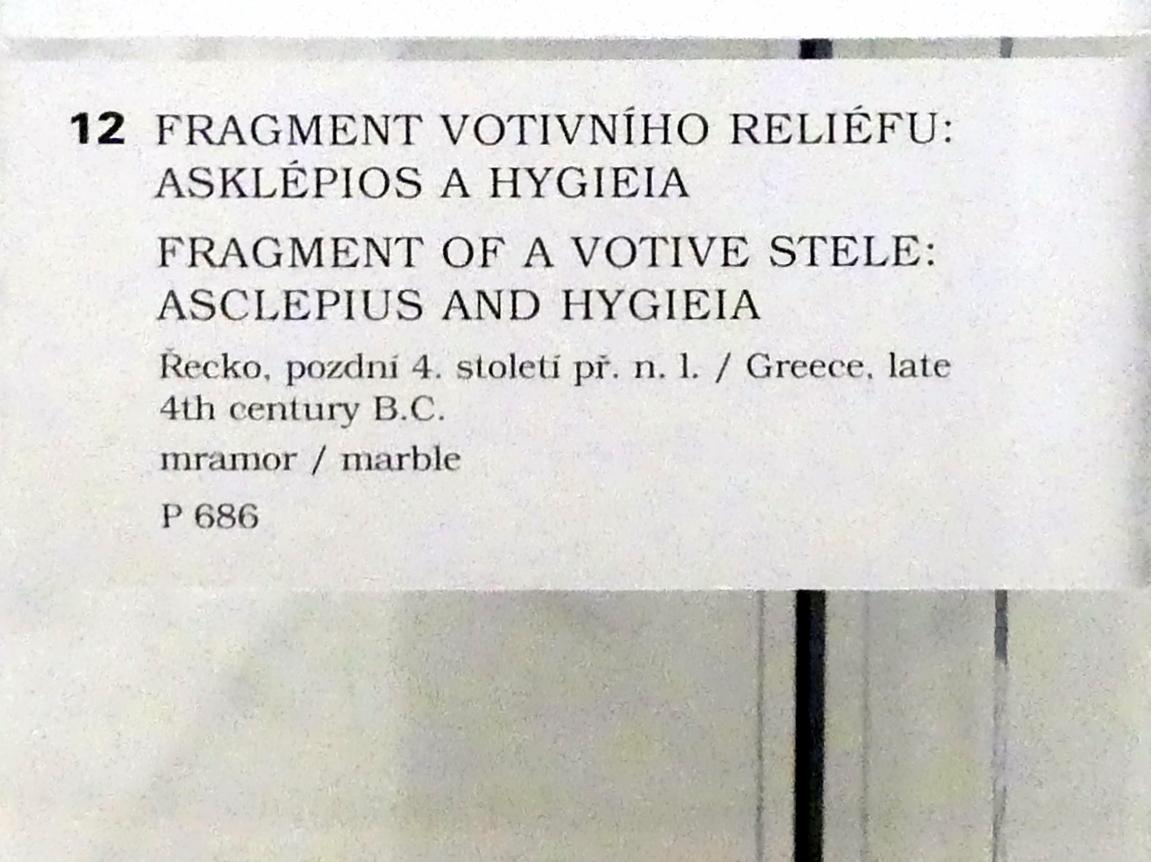 12 FRAGMENT VOTIVNÍHO RELIÉFU:
ASKLÉPIOS A HYGIEIA
FRAGMENT OF A VOTIVE STELE:
ASCLEPIUS AND HYGIEIA
Řecko, pozdní 4. století př. n. l. / Greece, late
4th century B.C.
mramor / marble
P 686